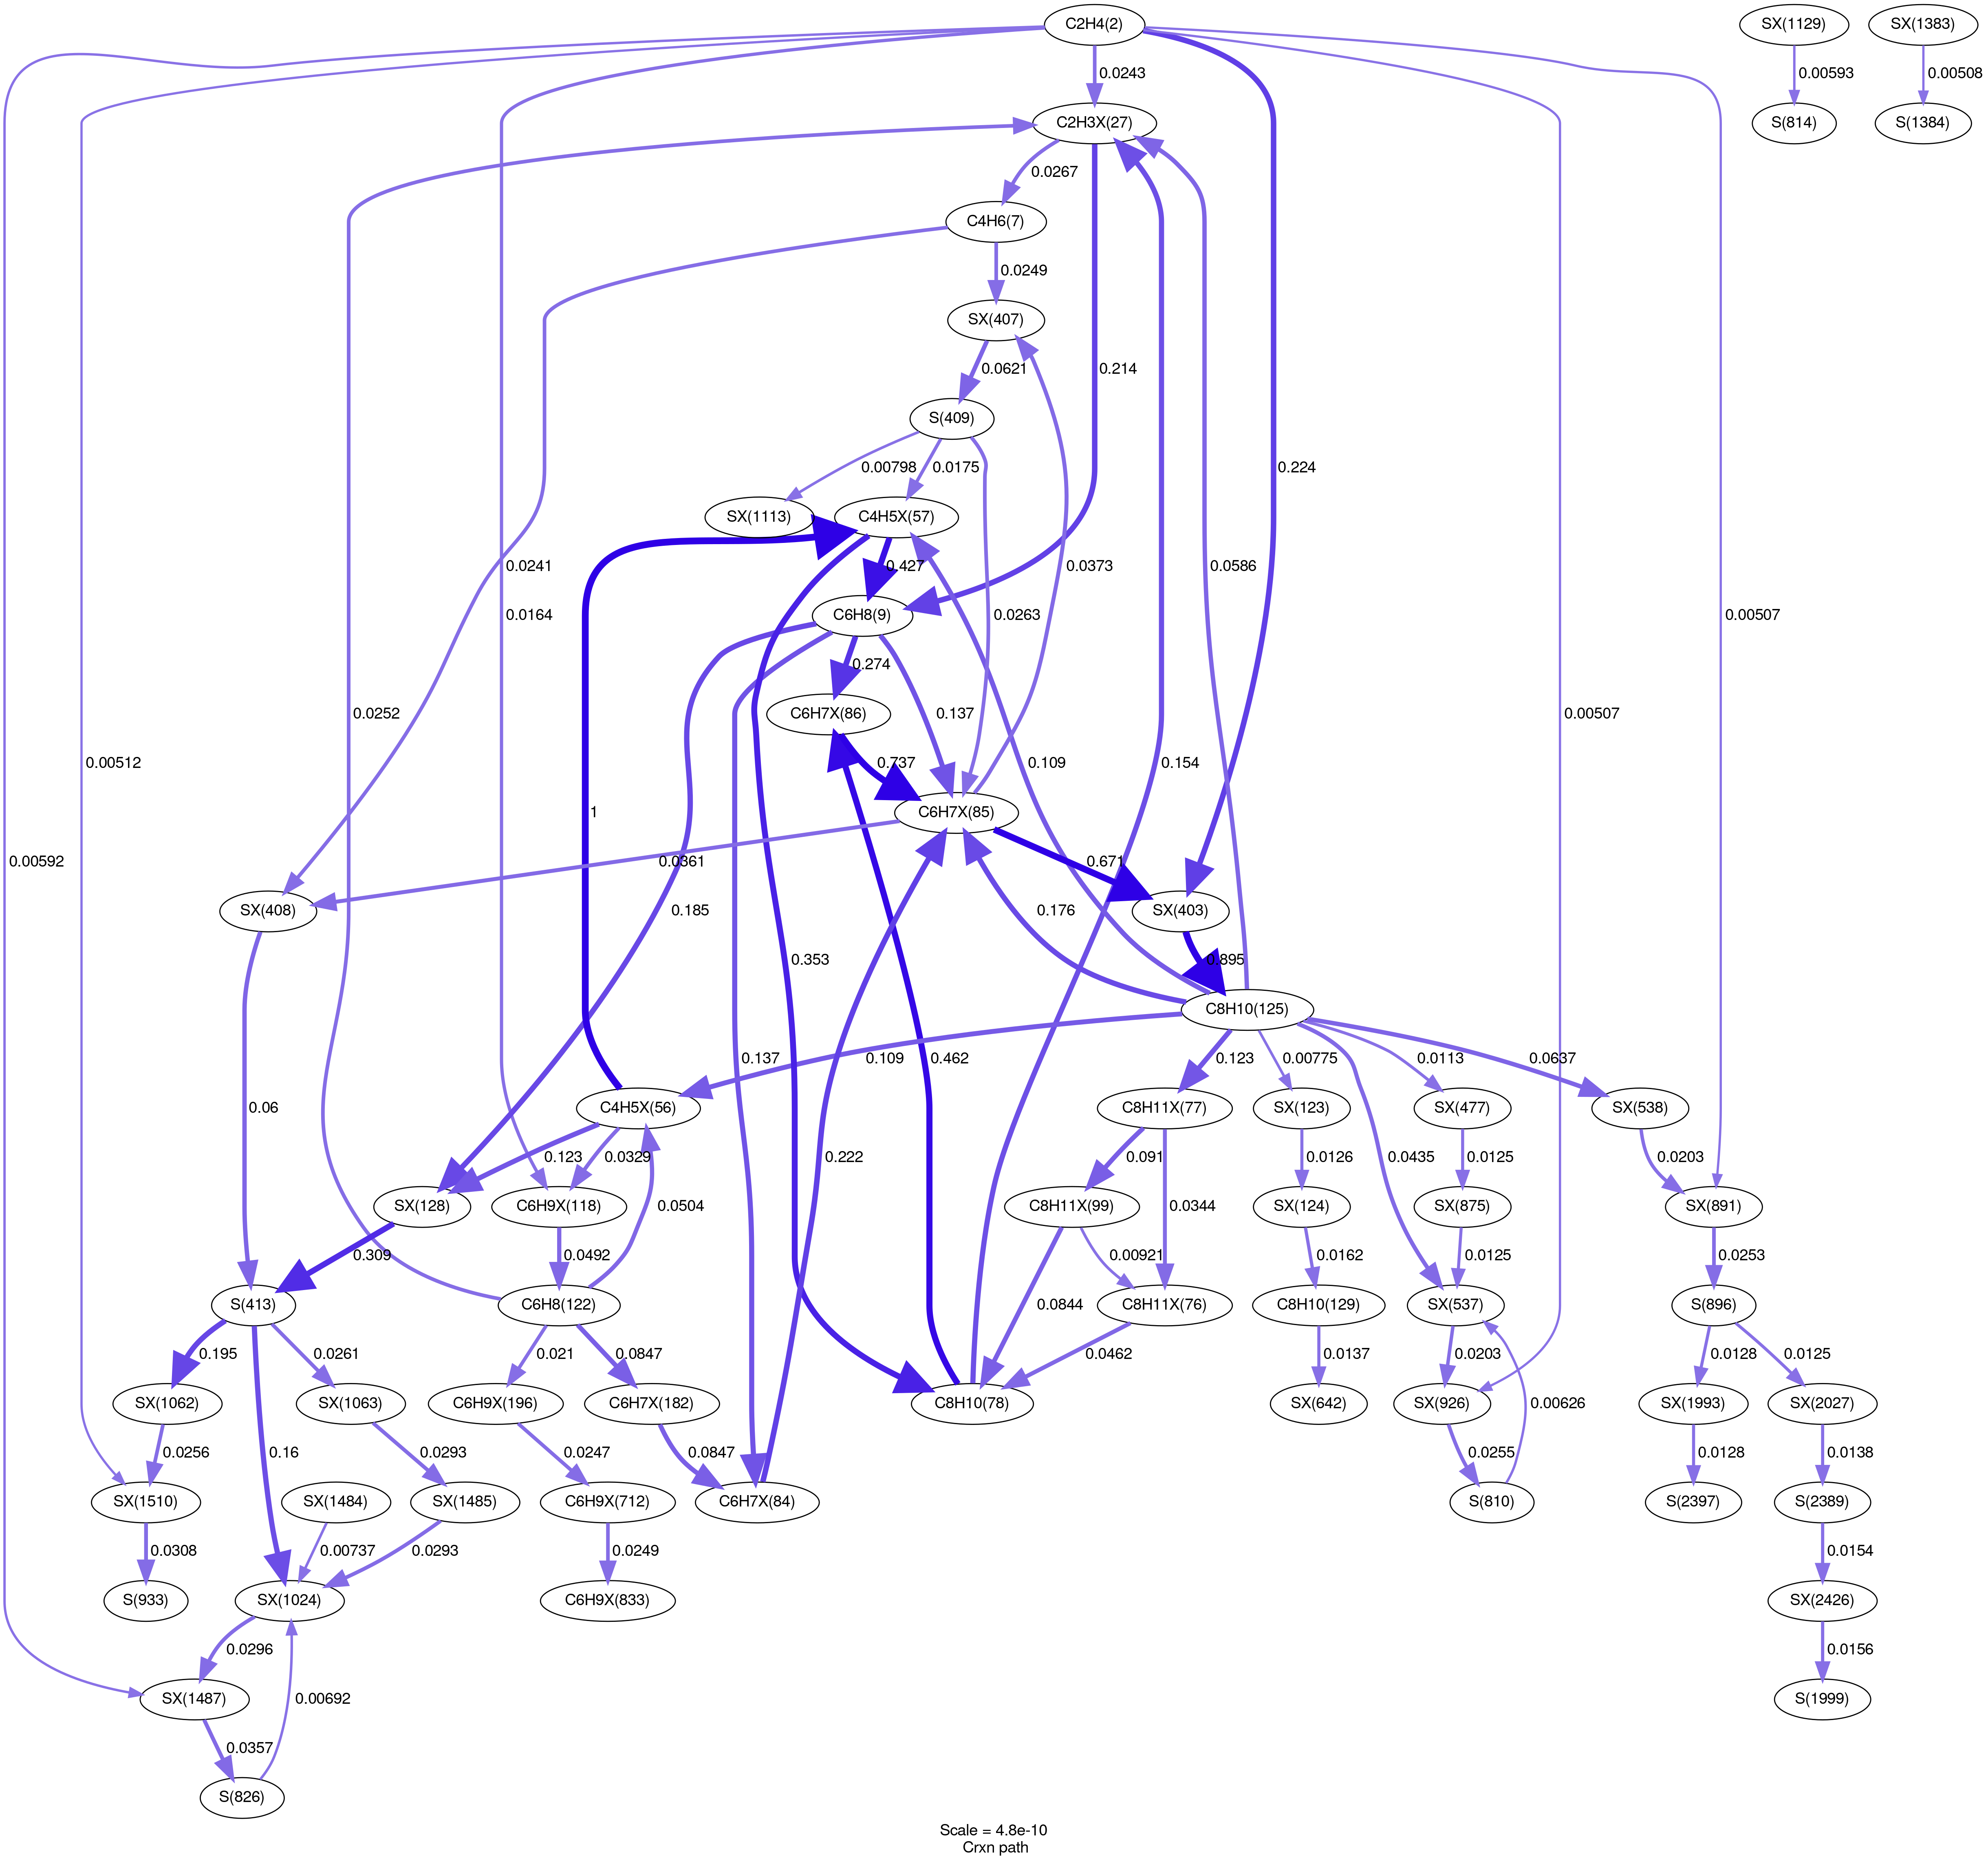 C2H4(2)
SX(1129)
SX(1383)
0.0243
0.00593
0.00508
C2H3X(27)
S(814)
S(1384)
0.0267
C4H6(7)
0.0249
SX(407)
0.0621
0.214
S(409)
0.224
0.00798
0.0175
SX(1113)
C4H5X(57)
0.0241
0.0164
0.427
0.0373
0.0586
C6H8(9)
0.0263
0.00507
0.274
0.0252
C6H7X(86)
0.137
0.154
0.00507
0.00512
0.737
0.109
1
C6H7X(85)
0.00592
0.0361
0.671
SX(408)
0.185
0.176
SX(403)
0.353
0.462
0.895
C8H10(125)
0.06
0.137
0.109
0.123
0.00775
0.0113
0.0637
0.0435
C4H5X(56)
C8H11X(77)
SX(123)
SX(477)
SX(538)
0.222
0.123
0.0329
0.091
0.0126
0.0125
0.0203
SX(128)
C6H9X(118)
0.0504
C8H11X(99)
0.0344
SX(124)
SX(875)
SX(891)
0.309
0.0492
0.00921
0.0162
0.0125
0.0253
S(413)
C6H8(122)
0.0844
C8H11X(76)
C8H10(129)
SX(537)
S(896)
0.195
0.0261
0.021
0.0847
0.0462
0.0137
0.0203
0.0128
0.0125
SX(1062)
SX(1063)
C6H9X(196)
C6H7X(182)
C8H10(78)
SX(642)
SX(926)
0.00626
SX(1993)
SX(2027)
0.0256
0.16
0.0293
0.0247
0.0847
0.0255
0.0128
0.0138
SX(1510)
SX(1484)
SX(1485)
C6H9X(712)
C6H7X(84)
S(810)
S(2397)
S(2389)
0.0308
0.00737
0.0293
0.0249
0.0154
S(933)
SX(1024)
C6H9X(833)
SX(2426)
0.0296
0.0156
SX(1487)
0.00692
S(1999)
0.0357
S(826)
Scale = 4.8e-10
Crxn path